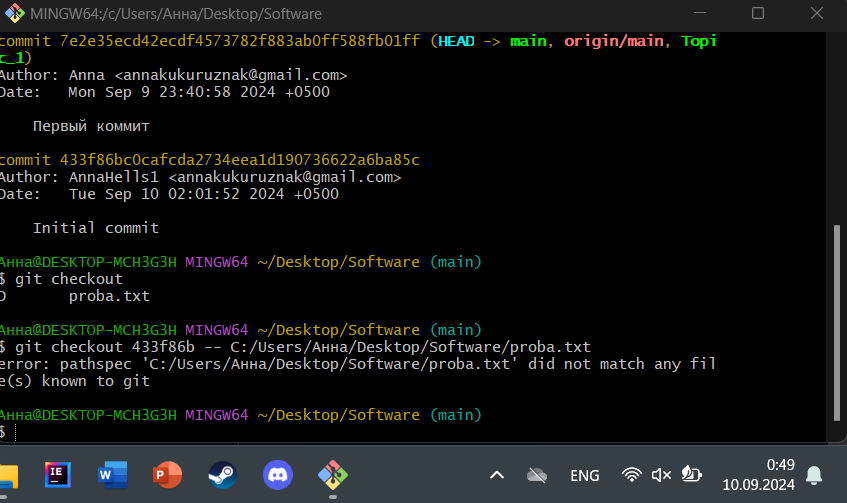 MINGW64:/c/Users/Анна/Desktop/Software
commit 7e2e35ecd42ecdf4573782f883ab0ff588fb01ff (HEAD -> main, origin/main, Topi
c_1)
Author: Anna <annakukuruznak@gmail.com>
Date:   Mon Sep 9 23:40:58 2024 +0500
Первый коммит
commit 433f86bc0cafcda2734eea1d190736622a6ba85c
Author: AnnaHells1 <annakukuruznak@gmail.com>
Date:   Tue Sep 10 02:01:52 2024 +0500
Initial commit
Анна@DESKTOP-MCH3G3H MINGW64 ~/Desktop/Software (main)
$ git checkout
D       proba.txt
Анна@DESKTOP-MCH3G3H MINGW64 ~/Desktop/Software (main)
$ git checkout 433f86b -- C:/Users/Анна/Desktop/Software/proba.txt
error: pathspec 'C:/Users/Анна/Desktop/Software/proba.txt' did not match any fil
e(s) known to git
Анна@DESKTOP-MCH3G3H MINGW64 ~/Desktop/Software (main)
$
IE
W
P
ENG
0:49
10.09.2024